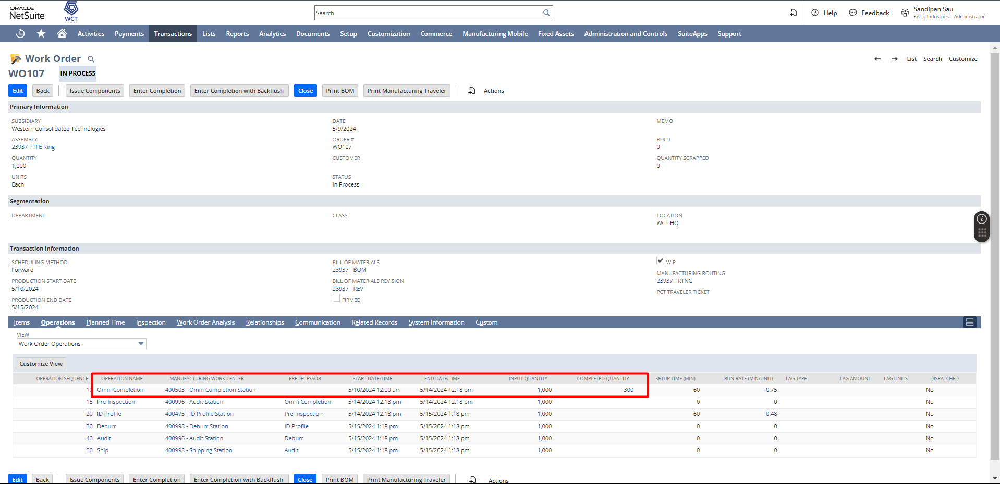 ORACLE
NetSuite
WCT
Search
Help
Feedback
Sandipan Sau
Kelco Industries - Administrator
Activities Payments Transactions Lists Reports Analytics Documents Setup Customization Commerce Manufacturing Mobile Fixed Assets Administration and Controls SuiteApps Support
Work Order
List Search Customize
WO107 IN PROCESS
Edit Back Issue Components Enter Completion Enter Completion with Backflush Close Print BOM Print Manufacturing Traveler Actions
Primary Information
SUBSIDIARY
Western Consolidated Technologies
ASSEMBLY
23937 PTFE Ring
QUANTITY
1,000
UNITS
Each
DATE
5/9/2024
ORDER #
WO107
CUSTOMER
STATUS
In Process
MEMO
BUILT
0
QUANTITY SCRAPPED
0
Segmentation
DEPARTMENT
CLASS
LOCATION
WCT HQ
Transaction Information
SCHEDULING METHOD
Forward
PRODUCTION START DATE
5/10/2024
PRODUCTION END DATE
5/15/2024
BILL OF MATERIALS
23937 - BOM
BILL OF MATERIALS REVISION
23937 - REV
FIRMED
WIP
MANUFACTURING ROUTING
23937 - RTNG
PCT TRAVELER TICKET
Items Operations Planned Time Inspection Work Order Analysis Relationships Communication Related Records System Information Custom
VIEW
Work Order Operations
Customize View
OPERATION SEQUENCE OPERATION NAME MANUFACTURING WORK CENTER PREDECESSOR START DATE/TIME END DATE/TIME INPUT QUANTITY COMPLETED QUANTITY SETUP TIME (MIN) RUN RATE (MIN/UNIT) LAG TYPE LAG AMOUNT LAG UNITS DISPATCHED
10 Omni Completion 400503 - Omni Completion Station 5/10/2024 12:00 am 5/14/2024 12:18 pm 1,000 300 60 0.75 No
15 Pre-Inspection 400996 - Audit Station Omni Completion 5/14/2024 12:18 pm 5/14/2024 12:18 pm 1,000 0 0 No
20 ID Profile 400475 - ID Profile Station Pre-Inspection 5/14/2024 12:18 pm 5/15/2024 1:18 pm 1,000 60 0.48 No
30 Deburr 400998 - Deburr Station ID Profile 5/15/2024 1:18 pm 5/15/2024 1:18 pm 1,000 0 0 No
40 Audit 400996 - Audit Station Deburr 5/15/2024 1:18 pm 5/15/2024 1:18 pm 1,000 0 0 No
50 Ship 400998 - Shipping Station Audit 5/15/2024 1:18 pm 5/15/2024 1:18 pm 1,000 0 0 No
Edit Back Issue Components Enter Completion Enter Completion with Backflush Close Print BOM Print Manufacturing Traveler Actions